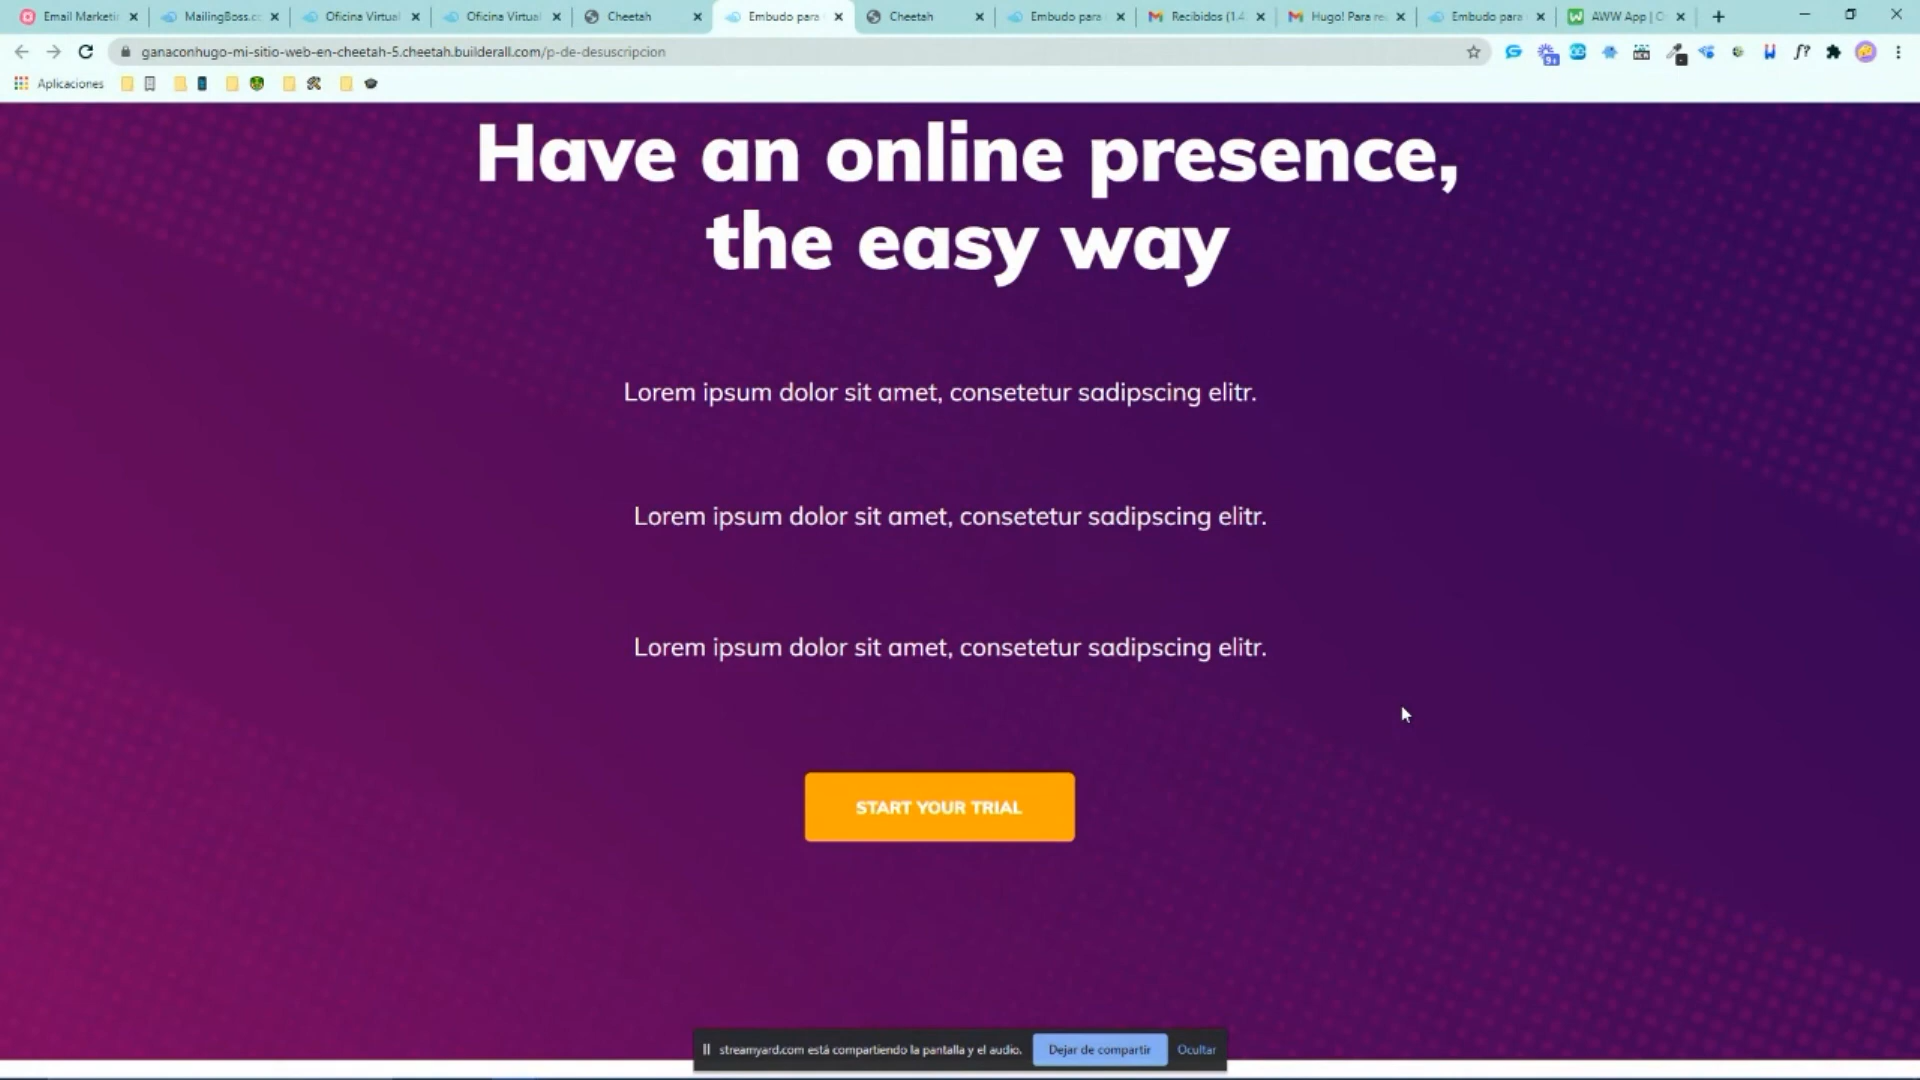 Email Marketi
MailingBoss.c
Oficina Virtual
Oficina Virtual
Cheetah
Embudo para
Cheetah
Embudo para
Recibidos (1.4
Hugo! Para re
Embudo para
AWW App | O
ganaconhugo-mi-sitio-web-en-cheetah-5.cheetah.builderall.com/p-de-desuscripcion
9+
f?
Aplicaciones
Have an online presence,
the easy way
Lorem ipsum dolor sit amet, consetetur sadipscing elitr.
Lorem ipsum dolor sit amet, consetetur sadipscing elitr.
Lorem ipsum dolor sit amet, consetetur sadipscing elitr.
START YOUR TRIAL
streamyard.com está compartiendo la pantalla y el audio.
Dejar de compartir
Ocultar